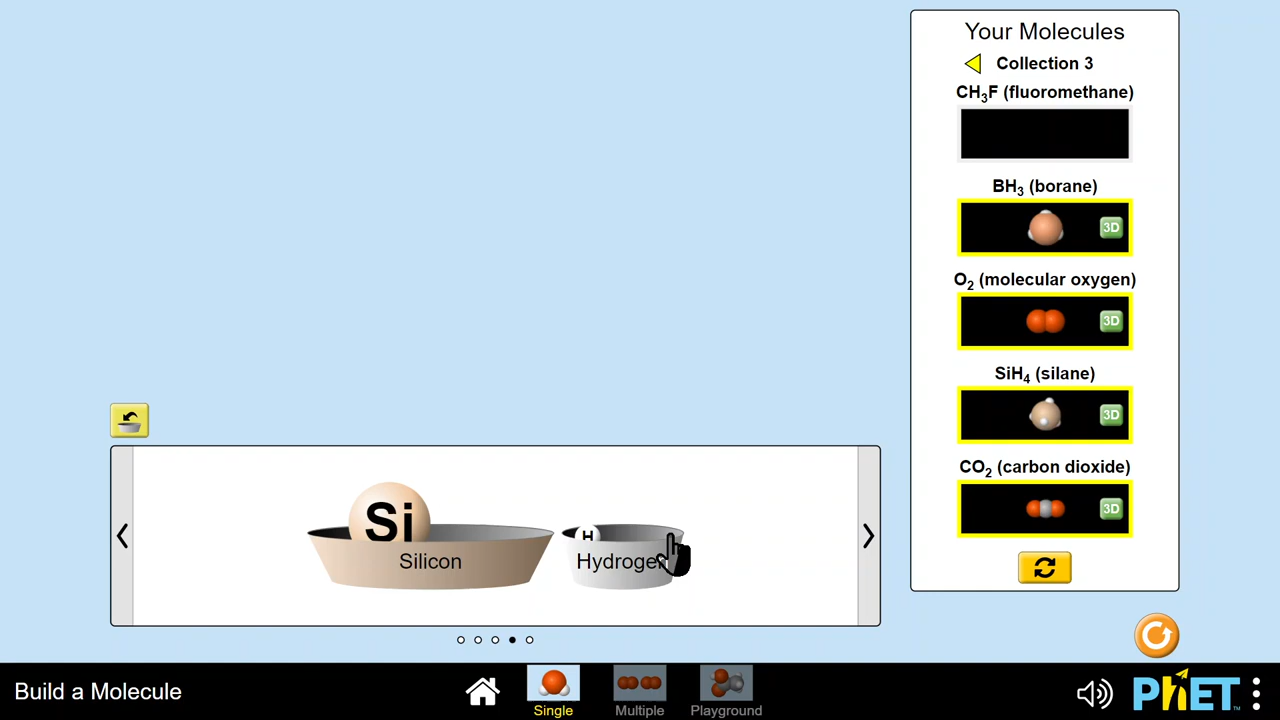 Your Molecules
Collection 3
CH₃F (fluoromethane)
BH₃ (borane)
3D
O₂ (molecular oxygen)
3D
SiH₄ (silane)
3D
CO₂ (carbon dioxide)
3D
Si
H
Silicon
Hydrogen
Build a Molecule
Single
Multiple
Playground
PhET